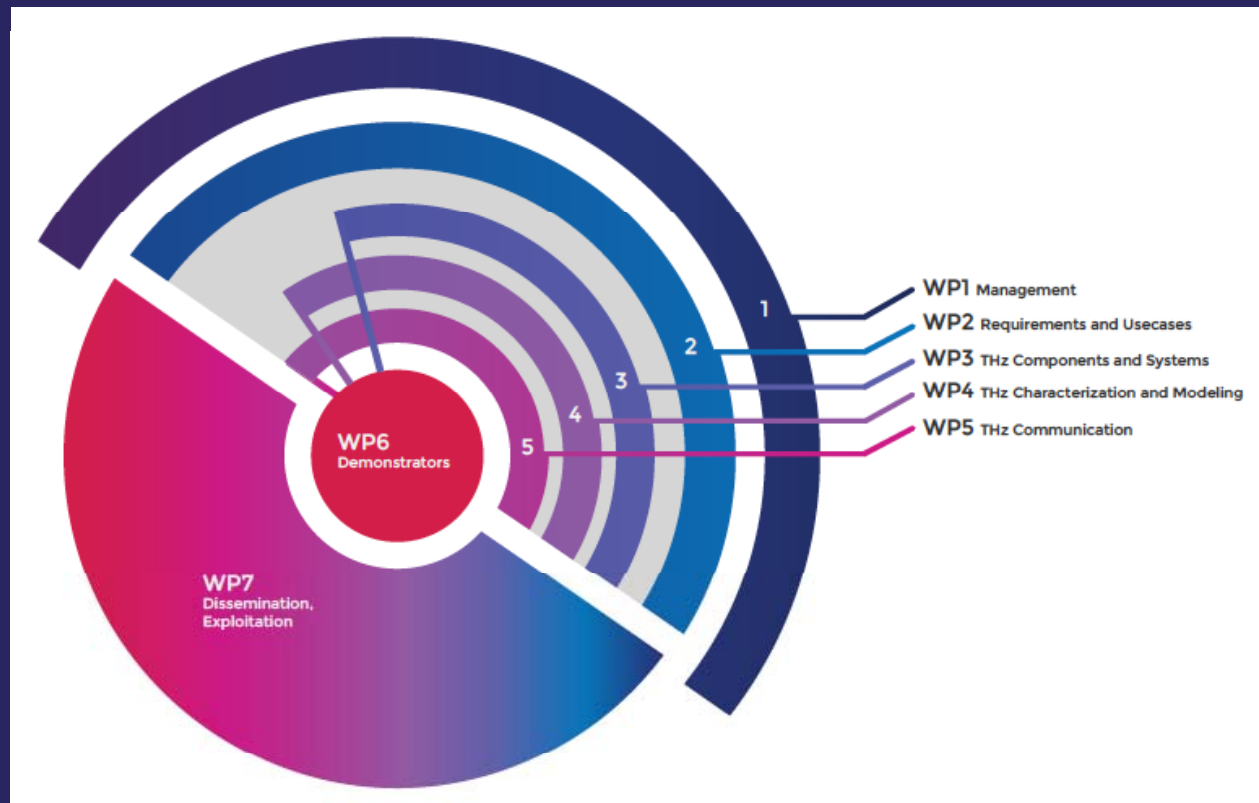 1
2
3
4
5
WP1 Management
WP2 Requirements and Usecases
WP3 THz Components and Systems
WP4 THz Characterization and Modeling
WP5 THz Communication
WP6
Demonstrators
WP7
Dissemination,
Exploitation